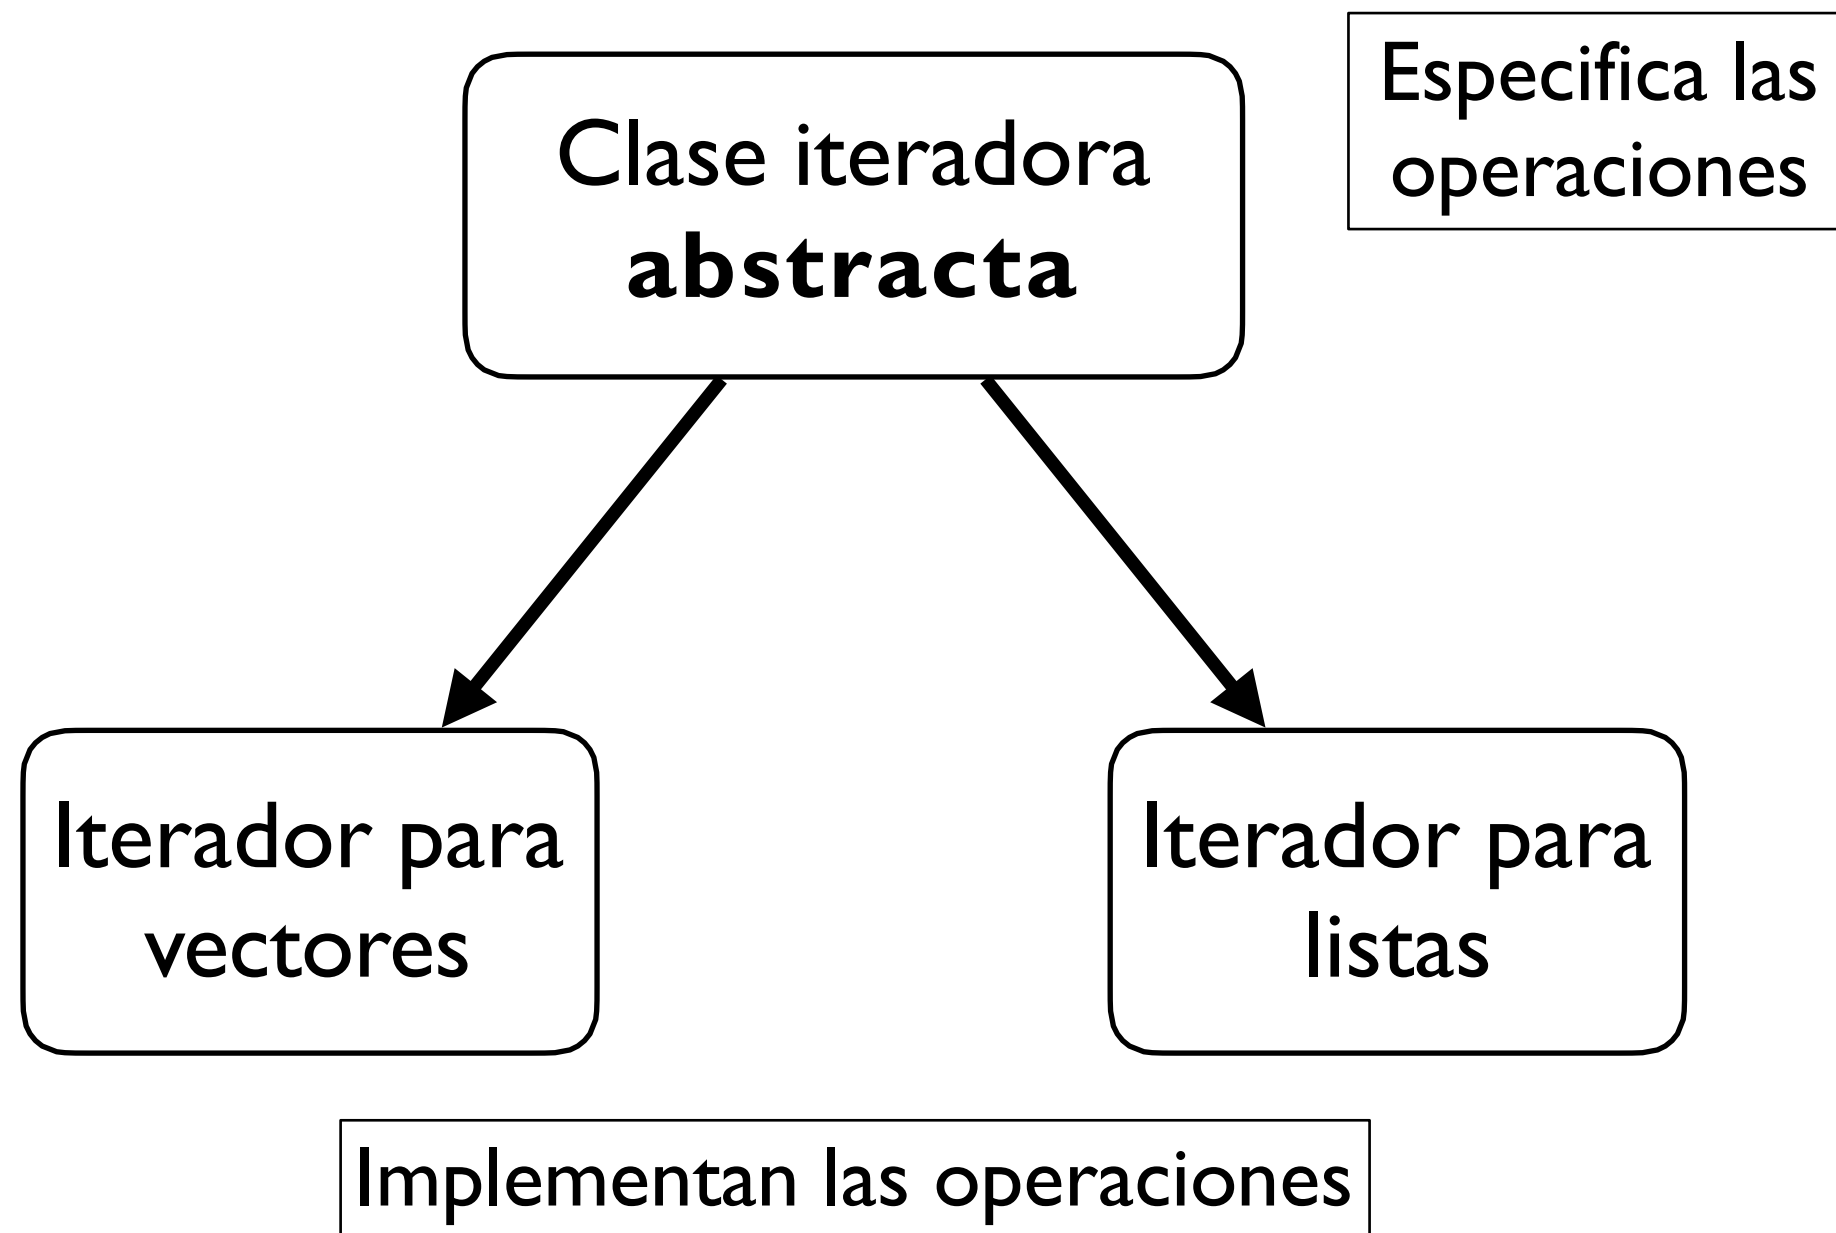 Especifica las
operaciones
Clase iteradora
abstracta
Iterador para
vectores
Iterador para
listas
Implementan las operaciones